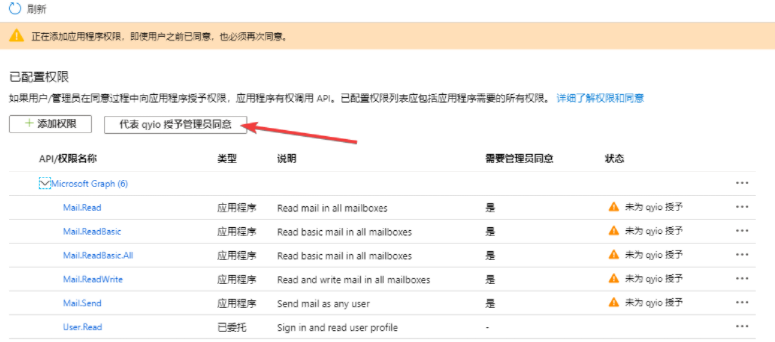 刷新
正在添加应用程序权限，即使用户之前已同意，也必须再次同意。
已配置权限
如果用户/管理员在同意过程中向应用程序授予权限，应用程序有权调用 API。已配置权限列表应包括应用程序需要的所有权限。 详细了解权限和同意
+ 添加权限 代表 qyio 授予管理员同意
API/权限名称 类型 说明 需要管理员同意 状态
Microsoft Graph (6) ...
Mail.Read 应用程序 Read mail in all mailboxes 是 未为 qyio 授予 ...
Mail.ReadBasic 应用程序 Read basic mail in all mailboxes 是 未为 qyio 授予 ...
Mail.ReadBasic.All 应用程序 Read basic mail in all mailboxes 是 未为 qyio 授予 ...
Mail.ReadWrite 应用程序 Read and write mail in all mailboxes 是 未为 qyio 授予 ...
Mail.Send 应用程序 Send mail as any user 是 未为 qyio 授予 ...
User.Read 已委托 Sign in and read user profile - ...